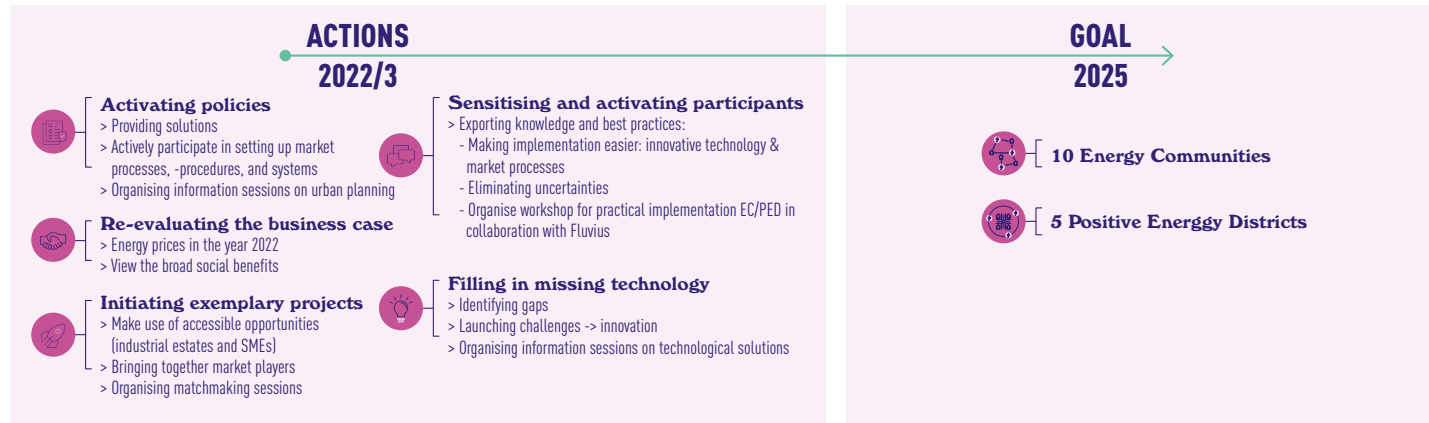 ACTIONS
2022/3
Activating policies
> Providing solutions
> Actively participate in setting up market
processes, -procedures, and systems
> Organising information sessions on urban planning
Re-evaluating the business case
> Energy prices in the year 2022
> View the broad social benefits
Initiating exemplary projects
> Make use of accessible opportunities
(industrial estates and SMEs)
> Bringing together market players
> Organising matchmaking sessions
Sensitising and activating participants
> Exporting knowledge and best practices:
- Making implementation easier: innovative technology &
market processes
- Eliminating uncertainties
- Organise workshop for practical implementation EC/PED in
collaboration with Fluvius
Filling in missing technology
> Identifying gaps
> Launching challenges -> innovation
> Organising information sessions on technological solutions
GOAL
2025
10 Energy Communities
5 Positive Energgy Districts